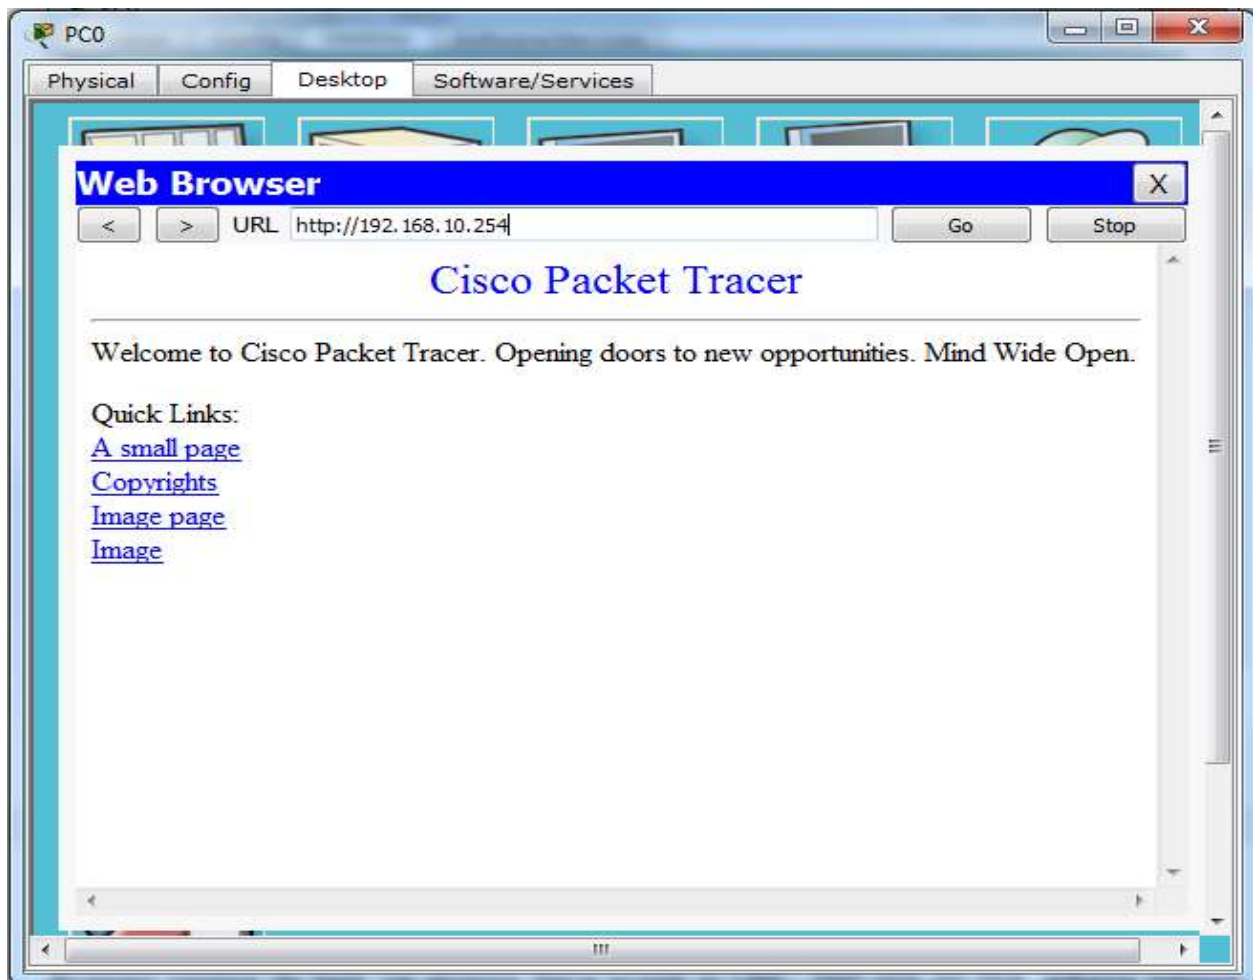 PC0
Physical Config Desktop Software/Services
Web Browser X
< > URL http://192.168.10.254 Go Stop
Cisco Packet Tracer
Welcome to Cisco Packet Tracer. Opening doors to new opportunities. Mind Wide Open.
Quick Links:
A small page
Copyrights
Image page
Image